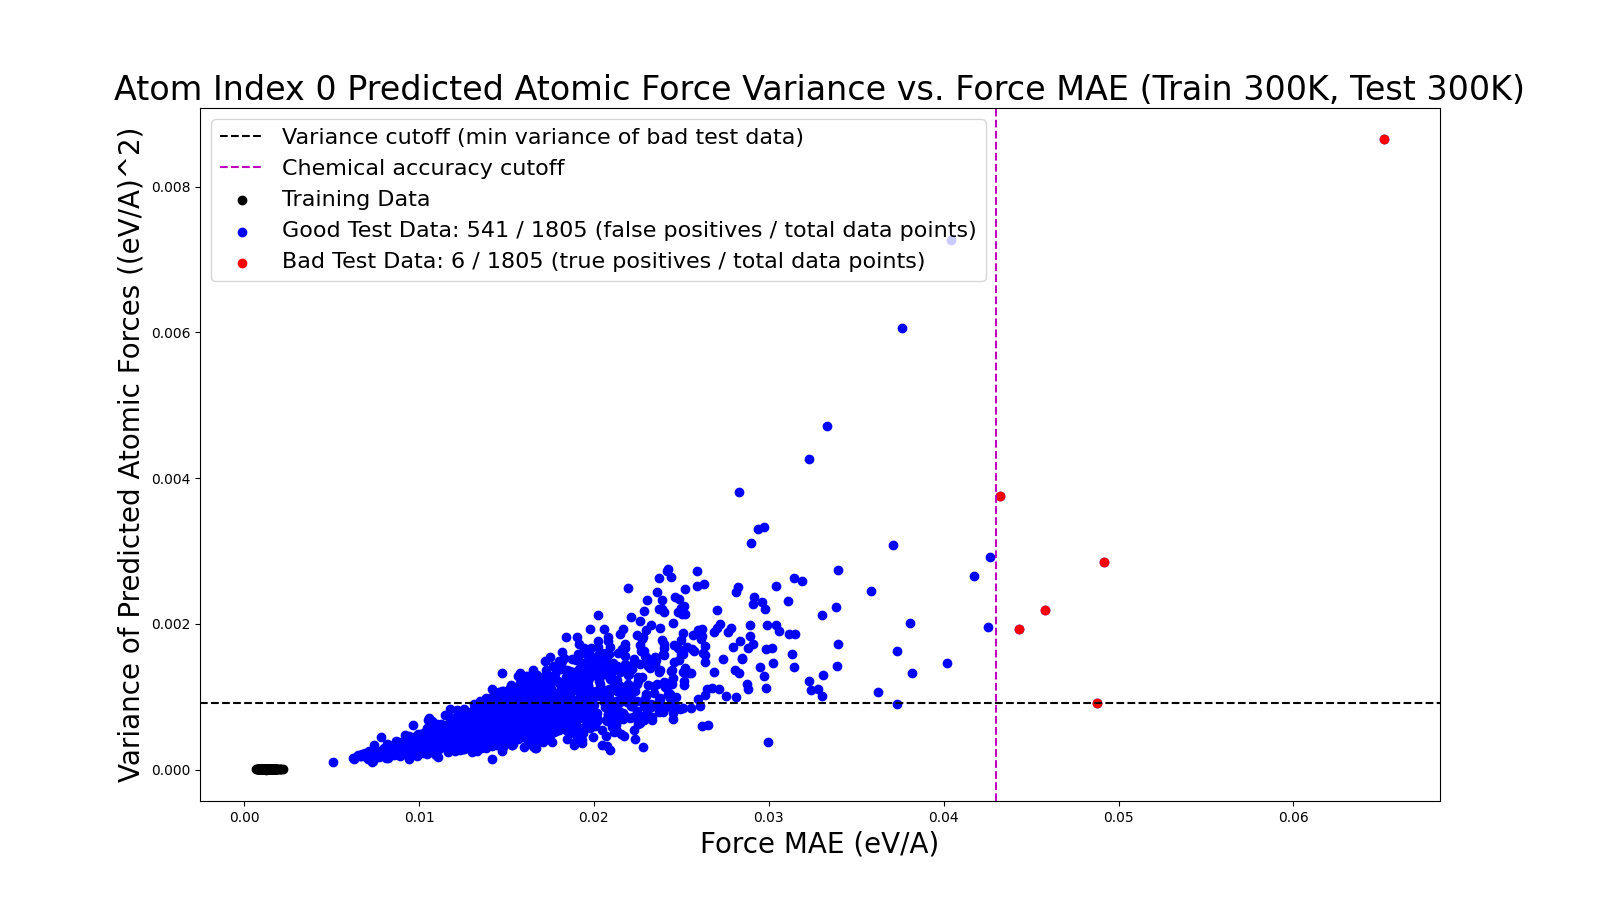 Atom Index 0 Predicted Atomic Force Variance vs. Force MAE (Train 300K, Test 300K)
Variance of Predicted Atomic Forces ((eV/A)^2)
Variance cutoff (min variance of bad test data)
Chemical accuracy cutoff
Training Data
Good Test Data: 541 / 1805 (false positives / total data points)
Bad Test Data: 6 / 1805 (true positives / total data points)
0.008
0.006
0.004
0.002
0.000
0.00
0.01
0.02
0.03
0.04
0.05
0.06
Force MAE (eV/A)